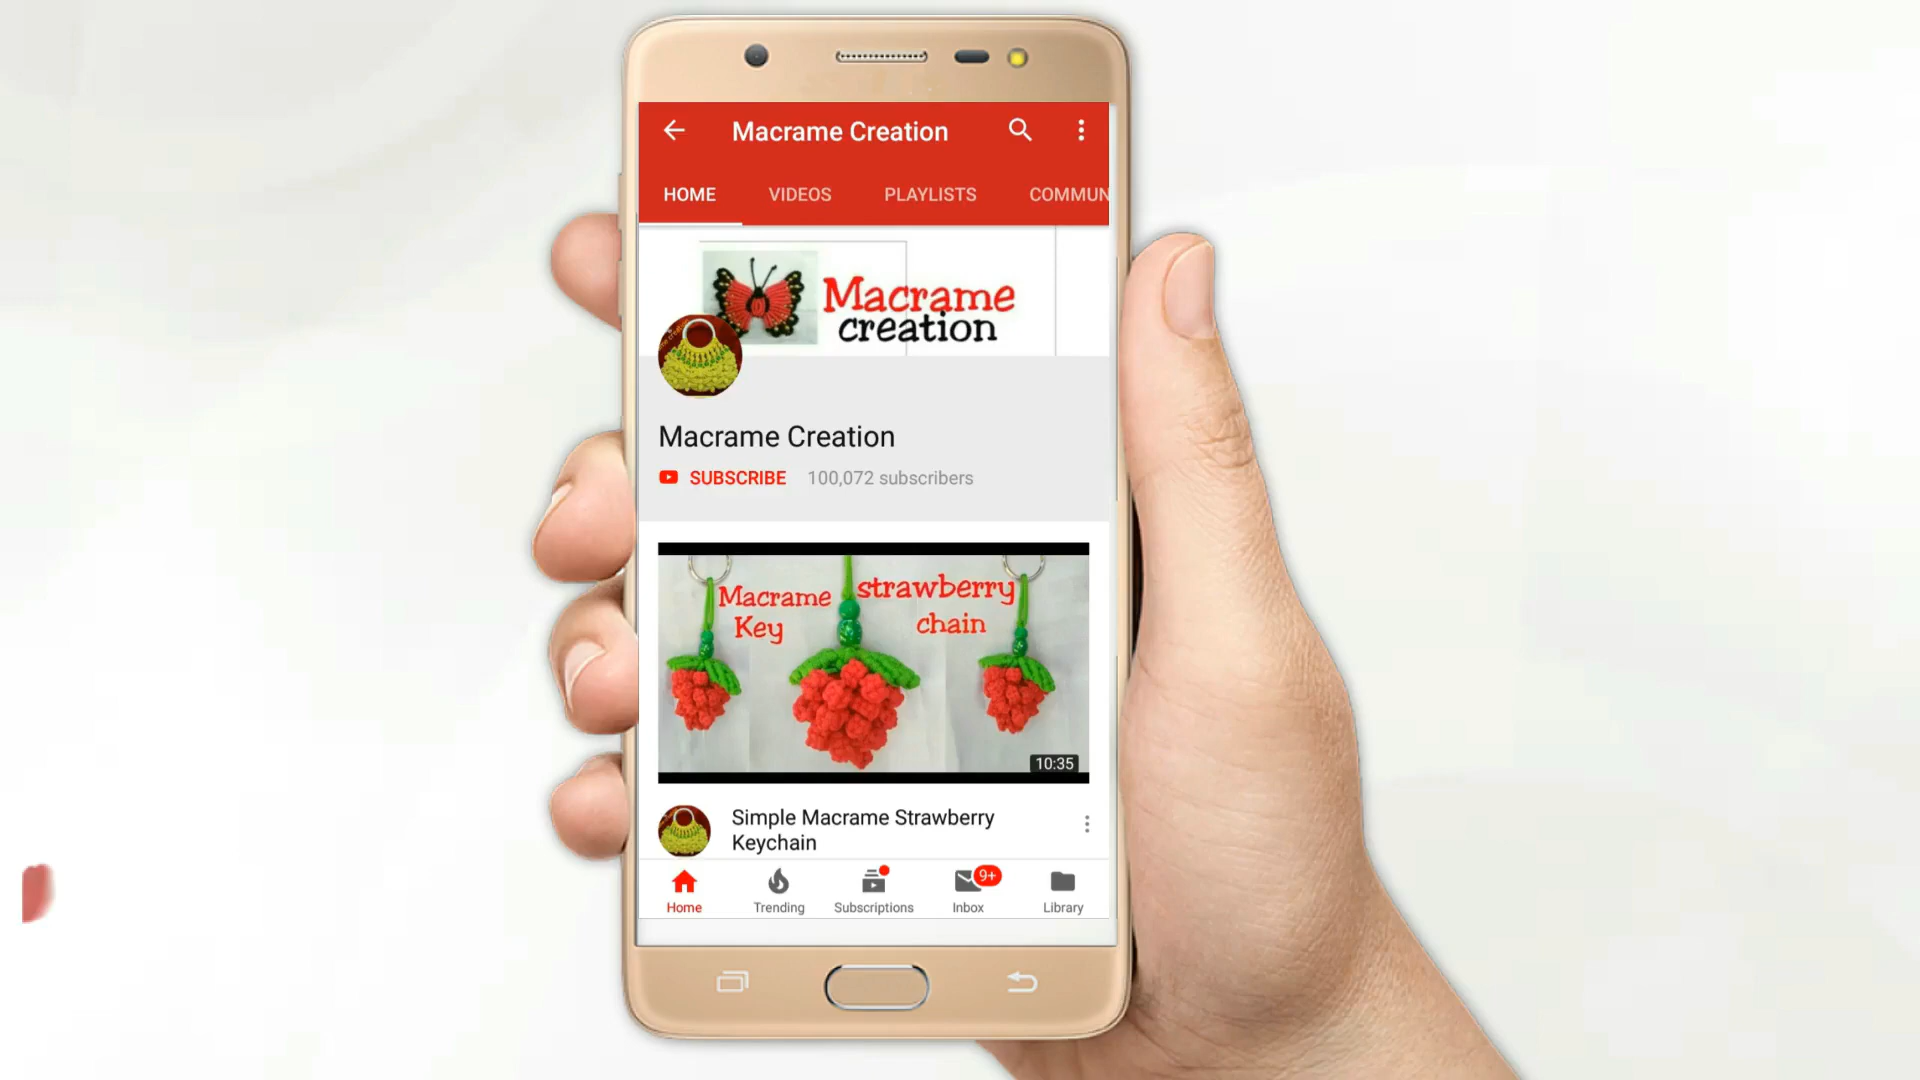 Macrame Creation
HOME VIDEOS PLAYLISTS COMMUN
Macrame
creation
Macrame Creation
SUBSCRIBE 100,072 subscribers
Macrame strawberry
Key chain
10:35
Simple Macrame Strawberry
Keychain
9+
Home Trending Subscriptions Inbox Library